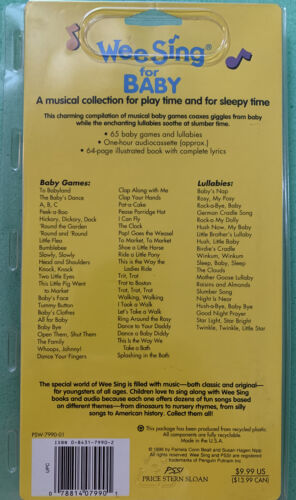 Wee Sing®
for
BABY
A musical collection for play time and for sleepy time
This charming compilation of musical baby games coaxes giggles from baby
while the enchanting lullabies soothe at slumber time.
• 65 baby games and lullabies
• One-hour audiocassette (approx.)
• 64-page illustrated book with complete lyrics
Baby Games:
To Babyland
The Baby's Dance
A, B, C
Peek-a-Boo
Hickory, Dickory, Dock
'Round the Garden
'Round and 'Round
Little Flea
Bumblebee
Slowly, Slowly
Head and Shoulders
Knock, Knock
Two Little Eyes
This Little Pig Went
to Market
Baby's Face
Tummy Button
Baby's Clothes
All for Baby
Baby Bye
Open Them, Shut Them
The Family
Whoops, Johnny!
Dance Your Fingers
Clap Along with Me
Clap Your Hands
Pat-a-Cake
Pease Porridge Hot
I Can Fly
The Clock
Pop! Goes the Weasel
To Market, To Market
Shoe a Little Horse
Ride a Little Pony
This is Way the
Ladies Ride
Trit, Trot
Trot to Boston
Trot, Trot, Trot
Walking, Walking
I Took a Walk
Let's Take a Walk
Ring Around the Easy
Dance to Your Daddy
Dance a Baby Diddy
This Is the Way We
Take a Bath
Splashing in the Bath
Lullabies:
Baby's Nap
Rosy, My Posy
Rock-a-Bye, Baby
German Cradle Song
Rock-a My Dolly
Hush Now, My Baby
Little Brother's Lullaby
Hush, Little Baby
Birdie's Cradle
Winkum, Winkum
Sleep, Baby, Sleep
The Clouds
Mother Goose Lullaby
Raisins and Almonds
Slumber Song
Night Is Near
Hush-a-Bye, Baby Bye
Good Night Prayer
Star Light, Star Bright
Twinkle, Twinkle, Little Star
The special world of Wee Sing is filled with music—both classic and original—
for youngsters of all ages. Children love to sing along with Wee Sing
books and audio because each one offers dozens of fun songs based
on different themes—from dinosaurs to nursery rhymes, from silly
songs to American history. Collect them all!
PSW-7990-01
ISBN 0-8431-7990-2
UPC
0 78814 07990 1
This package has been produced from recyclable plastic.
All components are fully recyclable.
Made in U.S.A.
© 1996 by Pamela Conn Beall and Susan Hagen Nipp
All rights reserved. Wee Sing and PSS! are registered
trademarks of Penguin Putnam Inc.
PSS!
PRICE STERN SLOAN
$9.99 US
($13.99 CAN)